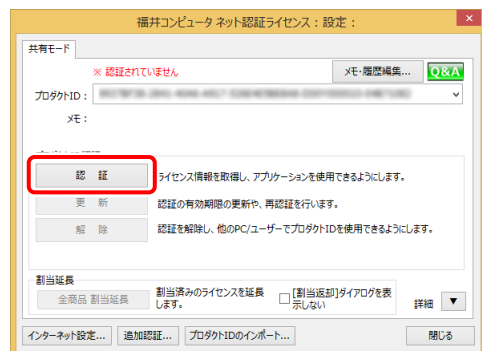 福井コンピュータ ネット認証ライセンス：設定：
×
共有モード
※ 認証されていません
メモ・履歴編集...
Q&A
プロダクトID：
メモ：
認 証
ライセンス情報を取得し、アプリケーションを使用できるようにします。
更 新
認証の有効期限の更新や、再認証を行います。
解 除
認証を解除し、他のPC/ユーザーでプロダクトIDを使用できるようにします。
割当延長
全商品 割当延長
割当済みのライセンスを延長
します。
[割当返却]ダイアログを表
示しない
詳細 ▼
インターネット設定...
追加認証...
プロダクトIDのインポート...
閉じる